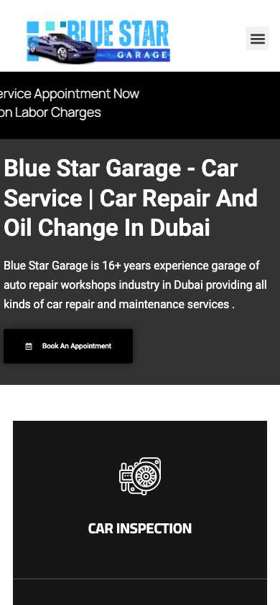 BLUE STAR
GARAGE
ervice Appointment Now
on Labor Charges
Blue Star Garage - Car
Service | Car Repair And
Oil Change In Dubai
Blue Star Garage is 16+ years experience garage of
auto repair workshops industry in Dubai providing all
kinds of car repair and maintenance services .
Book An Appointment
CAR INSPECTION